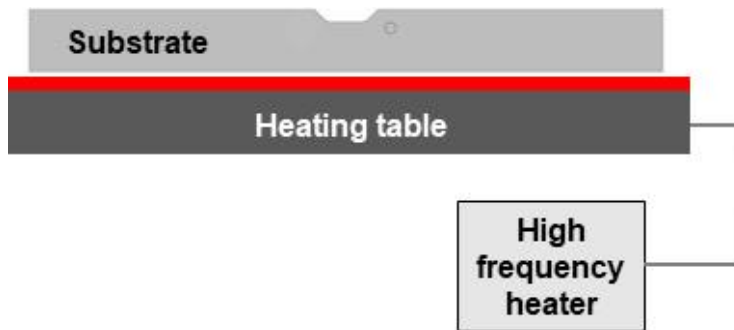 Substrate
Heating table
High
frequency
heater